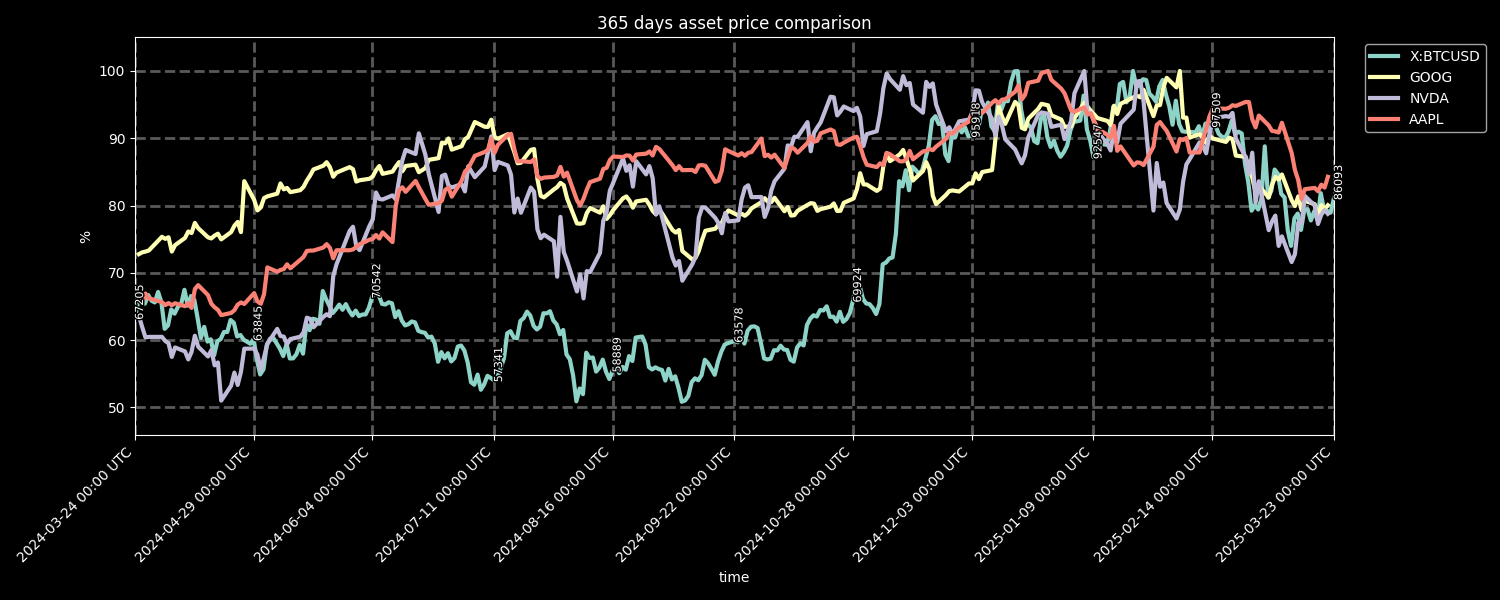 365 days asset price comparison
X:BTCUSD
GOOG
NVDA
AAPL
100
90
80
70
60
50
%
67205
63845
70542
57341
58889
63578
69924
95918
92547
97509
86093
2024-03-24 00:00 UTC
2024-04-29 00:00 UTC
2024-06-04 00:00 UTC
2024-07-11 00:00 UTC
2024-08-16 00:00 UTC
2024-09-22 00:00 UTC
2024-10-28 00:00 UTC
2024-12-03 00:00 UTC
2025-01-09 00:00 UTC
2025-02-14 00:00 UTC
2025-03-23 00:00 UTC
time